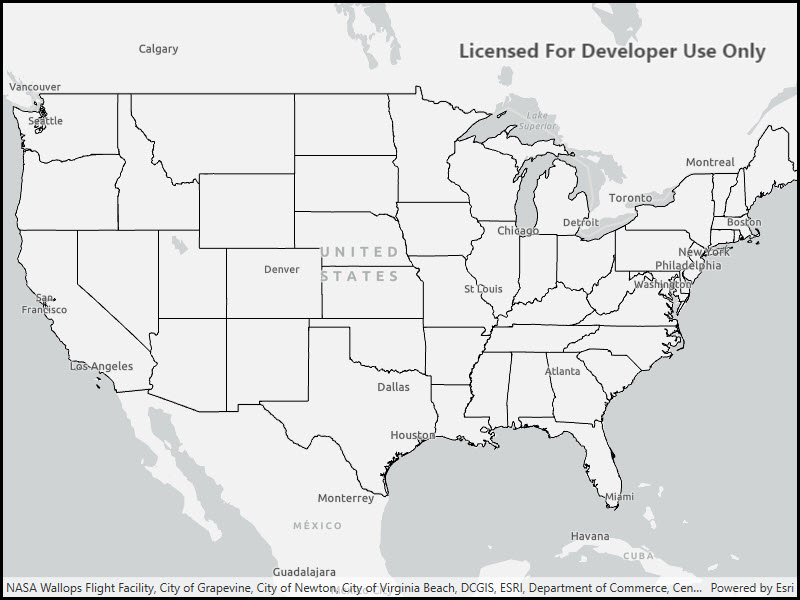 Calgary
Licensed For Developer Use Only
Vancouver
Seattle
Lake
Superior
Montreal
Toronto
Boston
Detroit
Chicago
New York
UNITED
STATES
Denver
Philadelphia
Washington
St Louis
San
Francisco
Los Angeles
Atlanta
Dallas
Houston
Monterrey
Miami
MÉXICO
Havana
CUBA
Guadalajara
NASA Wallops Flight Facility, City of Grapevine, City of Newton, City of Virginia Beach, DCGIS, ESRI, Department of Commerce, Cen... Powered by Esri